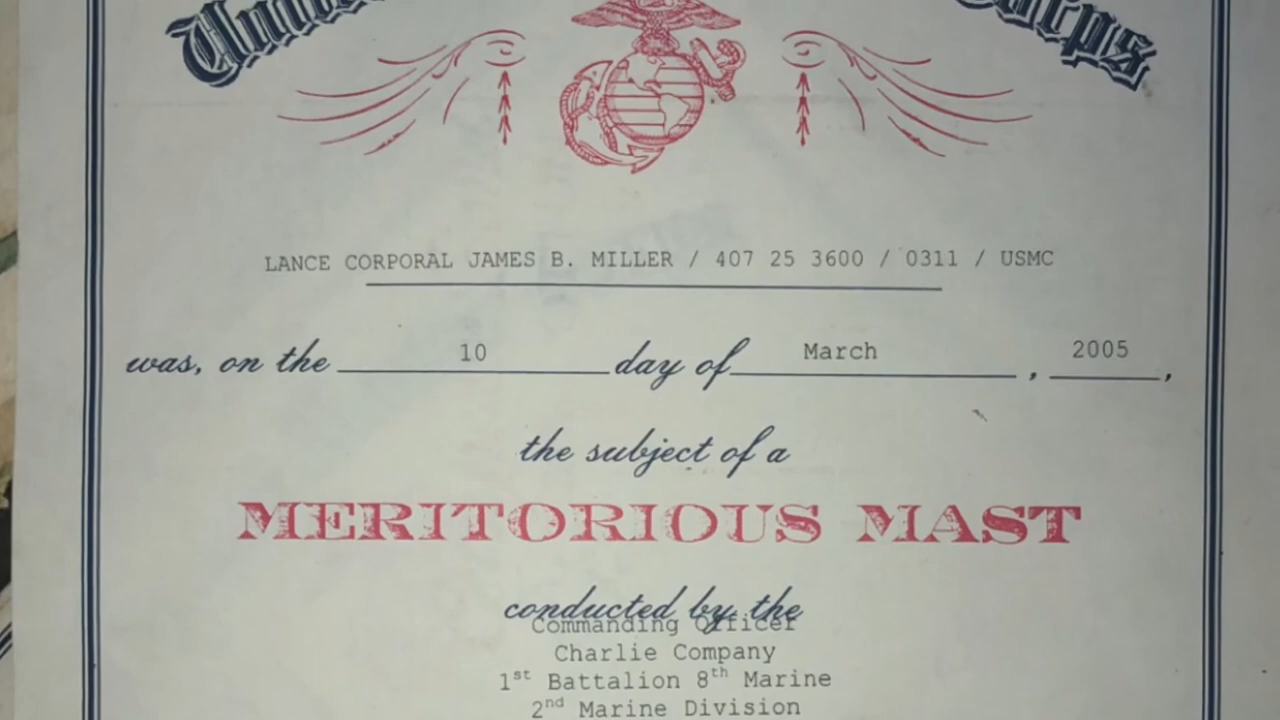 Corps
LANCE CORPORAL JAMES B. MILLER / 407 25 3600 / 0311 / USMC
was, on the 10 day of March , 2005 ,
the subject of a
MERITORIOUS MAST
conducted by the
Commanding Officer
Charlie Company
1st Battalion 8th Marine
2nd Marine Division